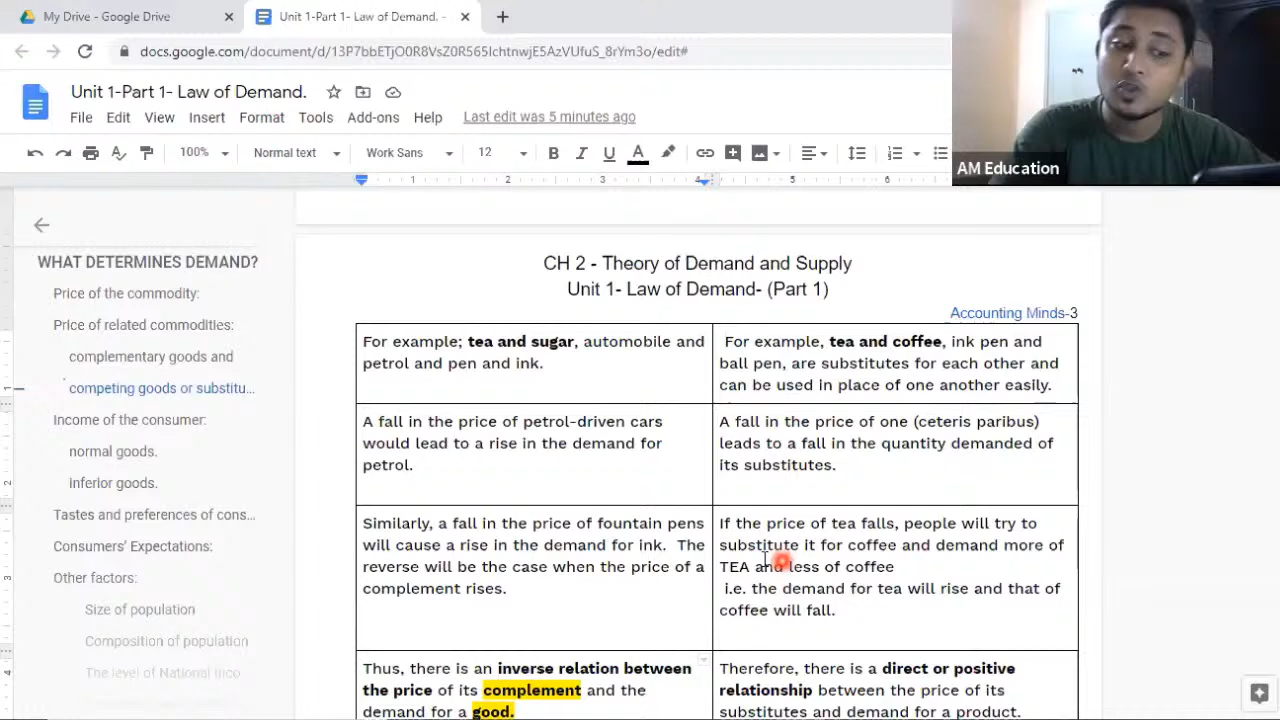 My Drive - Google Drive
Unit 1-Part 1- Law of Demand. -
docs.google.com/document/d/13P7bbETjO0R8VsZ0R565IchtnwjE5AzVUfuS_8rYm3o/edit#
Unit 1-Part 1- Law of Demand.
File Edit View Insert Format Tools Add-ons Help Last edit was 5 minutes ago
100% Normal text Work Sans 12 B I U A
AM Education
1 2 3 4 5 6
WHAT DETERMINES DEMAND?
Price of the commodity:
Price of related commodities:
complementary goods and
competing goods or substitu...
Income of the consumer:
normal goods.
inferior goods.
Tastes and preferences of cons...
Consumers' Expectations:
Other factors:
Size of population
Composition of population
The level of National Inco
CH 2 - Theory of Demand and Supply
Unit 1- Law of Demand- (Part 1)
Accounting Minds-3
For example; tea and sugar, automobile and
petrol and pen and ink.
For example, tea and coffee, ink pen and
ball pen, are substitutes for each other and
can be used in place of one another easily.
A fall in the price of petrol-driven cars
would lead to a rise in the demand for
petrol.
A fall in the price of one (ceteris paribus)
leads to a fall in the quantity demanded of
its substitutes.
Similarly, a fall in the price of fountain pens
will cause a rise in the demand for ink. The
reverse will be the case when the price of a
complement rises.
If the price of tea falls, people will try to
substitute it for coffee and demand more of
TEA and less of coffee
i.e. the demand for tea will rise and that of
coffee will fall.
Thus, there is an inverse relation between
the price of its complement and the
demand for a good.
Therefore, there is a direct or positive
relationship between the price of its
substitutes and demand for a product.